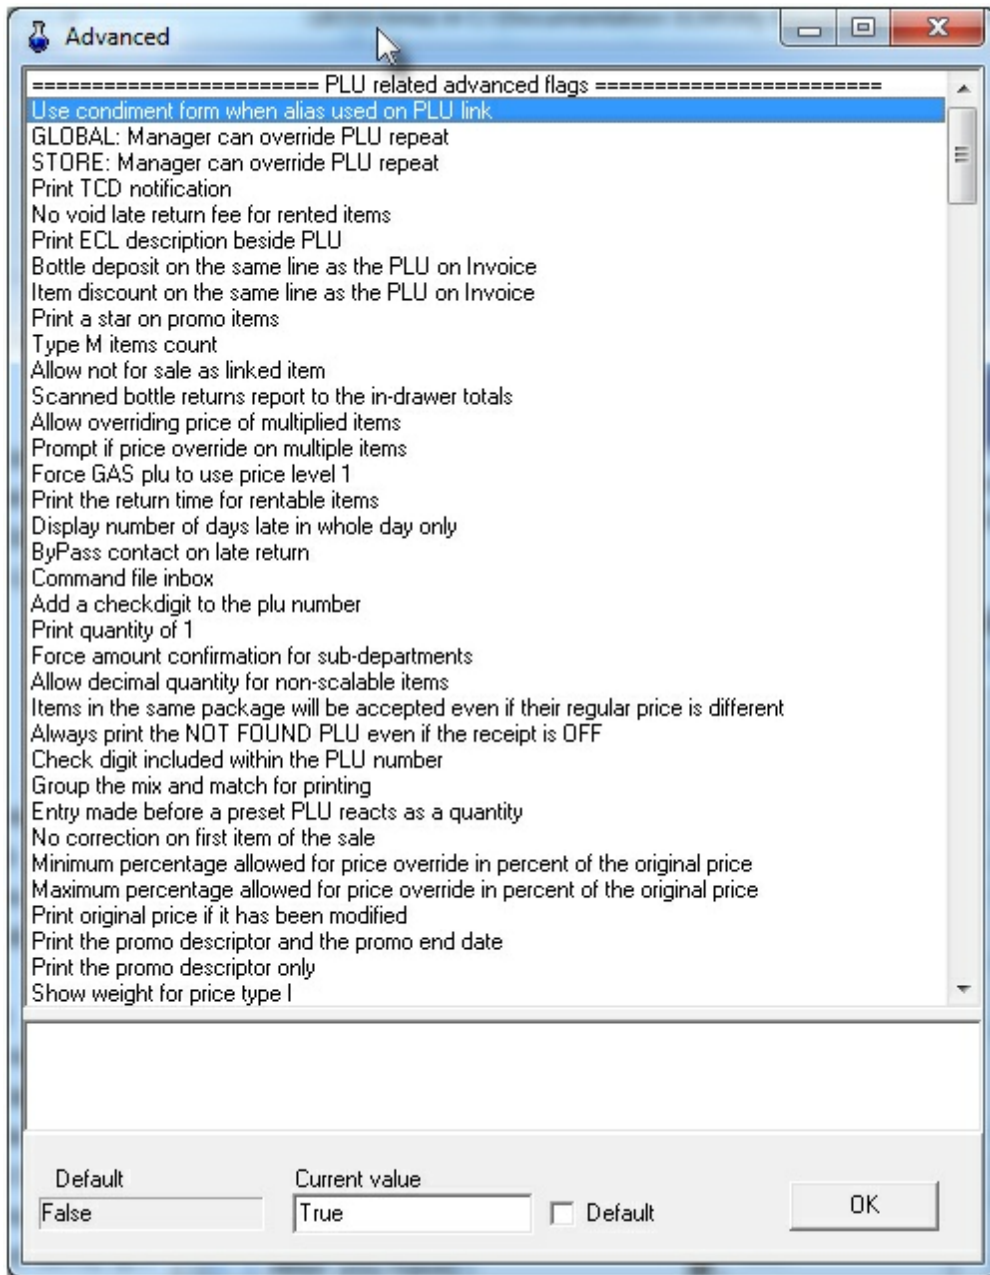 Advanced
======================== PLU related advanced flags ========================
Use condiment form when alias used on PLU link
GLOBAL: Manager can override PLU repeat
STORE: Manager can override PLU repeat
Print TCD notification
No void late return fee for rented items
Print ECL description beside PLU
Bottle deposit on the same line as the PLU on Invoice
Item discount on the same line as the PLU on Invoice
Print a star on promo items
Type M items count
Allow not for sale as linked item
Scanned bottle returns report to the in-drawer totals
Allow overriding price of multiplied items
Prompt if price override on multiple items
Force GAS plu to use price level 1
Print the return time for rentable items
Display number of days late in whole day only
ByPass contact on late return
Command file inbox
Add a checkdigit to the plu number
Print quantity of 1
Force amount confirmation for sub-departments
Allow decimal quantity for non-scalable items
Items in the same package will be accepted even if their regular price is different
Always print the NOT FOUND PLU even if the receipt is OFF
Check digit included within the PLU number
Group the mix and match for printing
Entry made before a preset PLU reacts as a quantity
No correction on first item of the sale
Minimum percentage allowed for price override in percent of the original price
Maximum percentage allowed for price override in percent of the original price
Print original price if it has been modified
Print the promo descriptor and the promo end date
Print the promo descriptor only
Show weight for price type I
Default Current value
False True Default OK